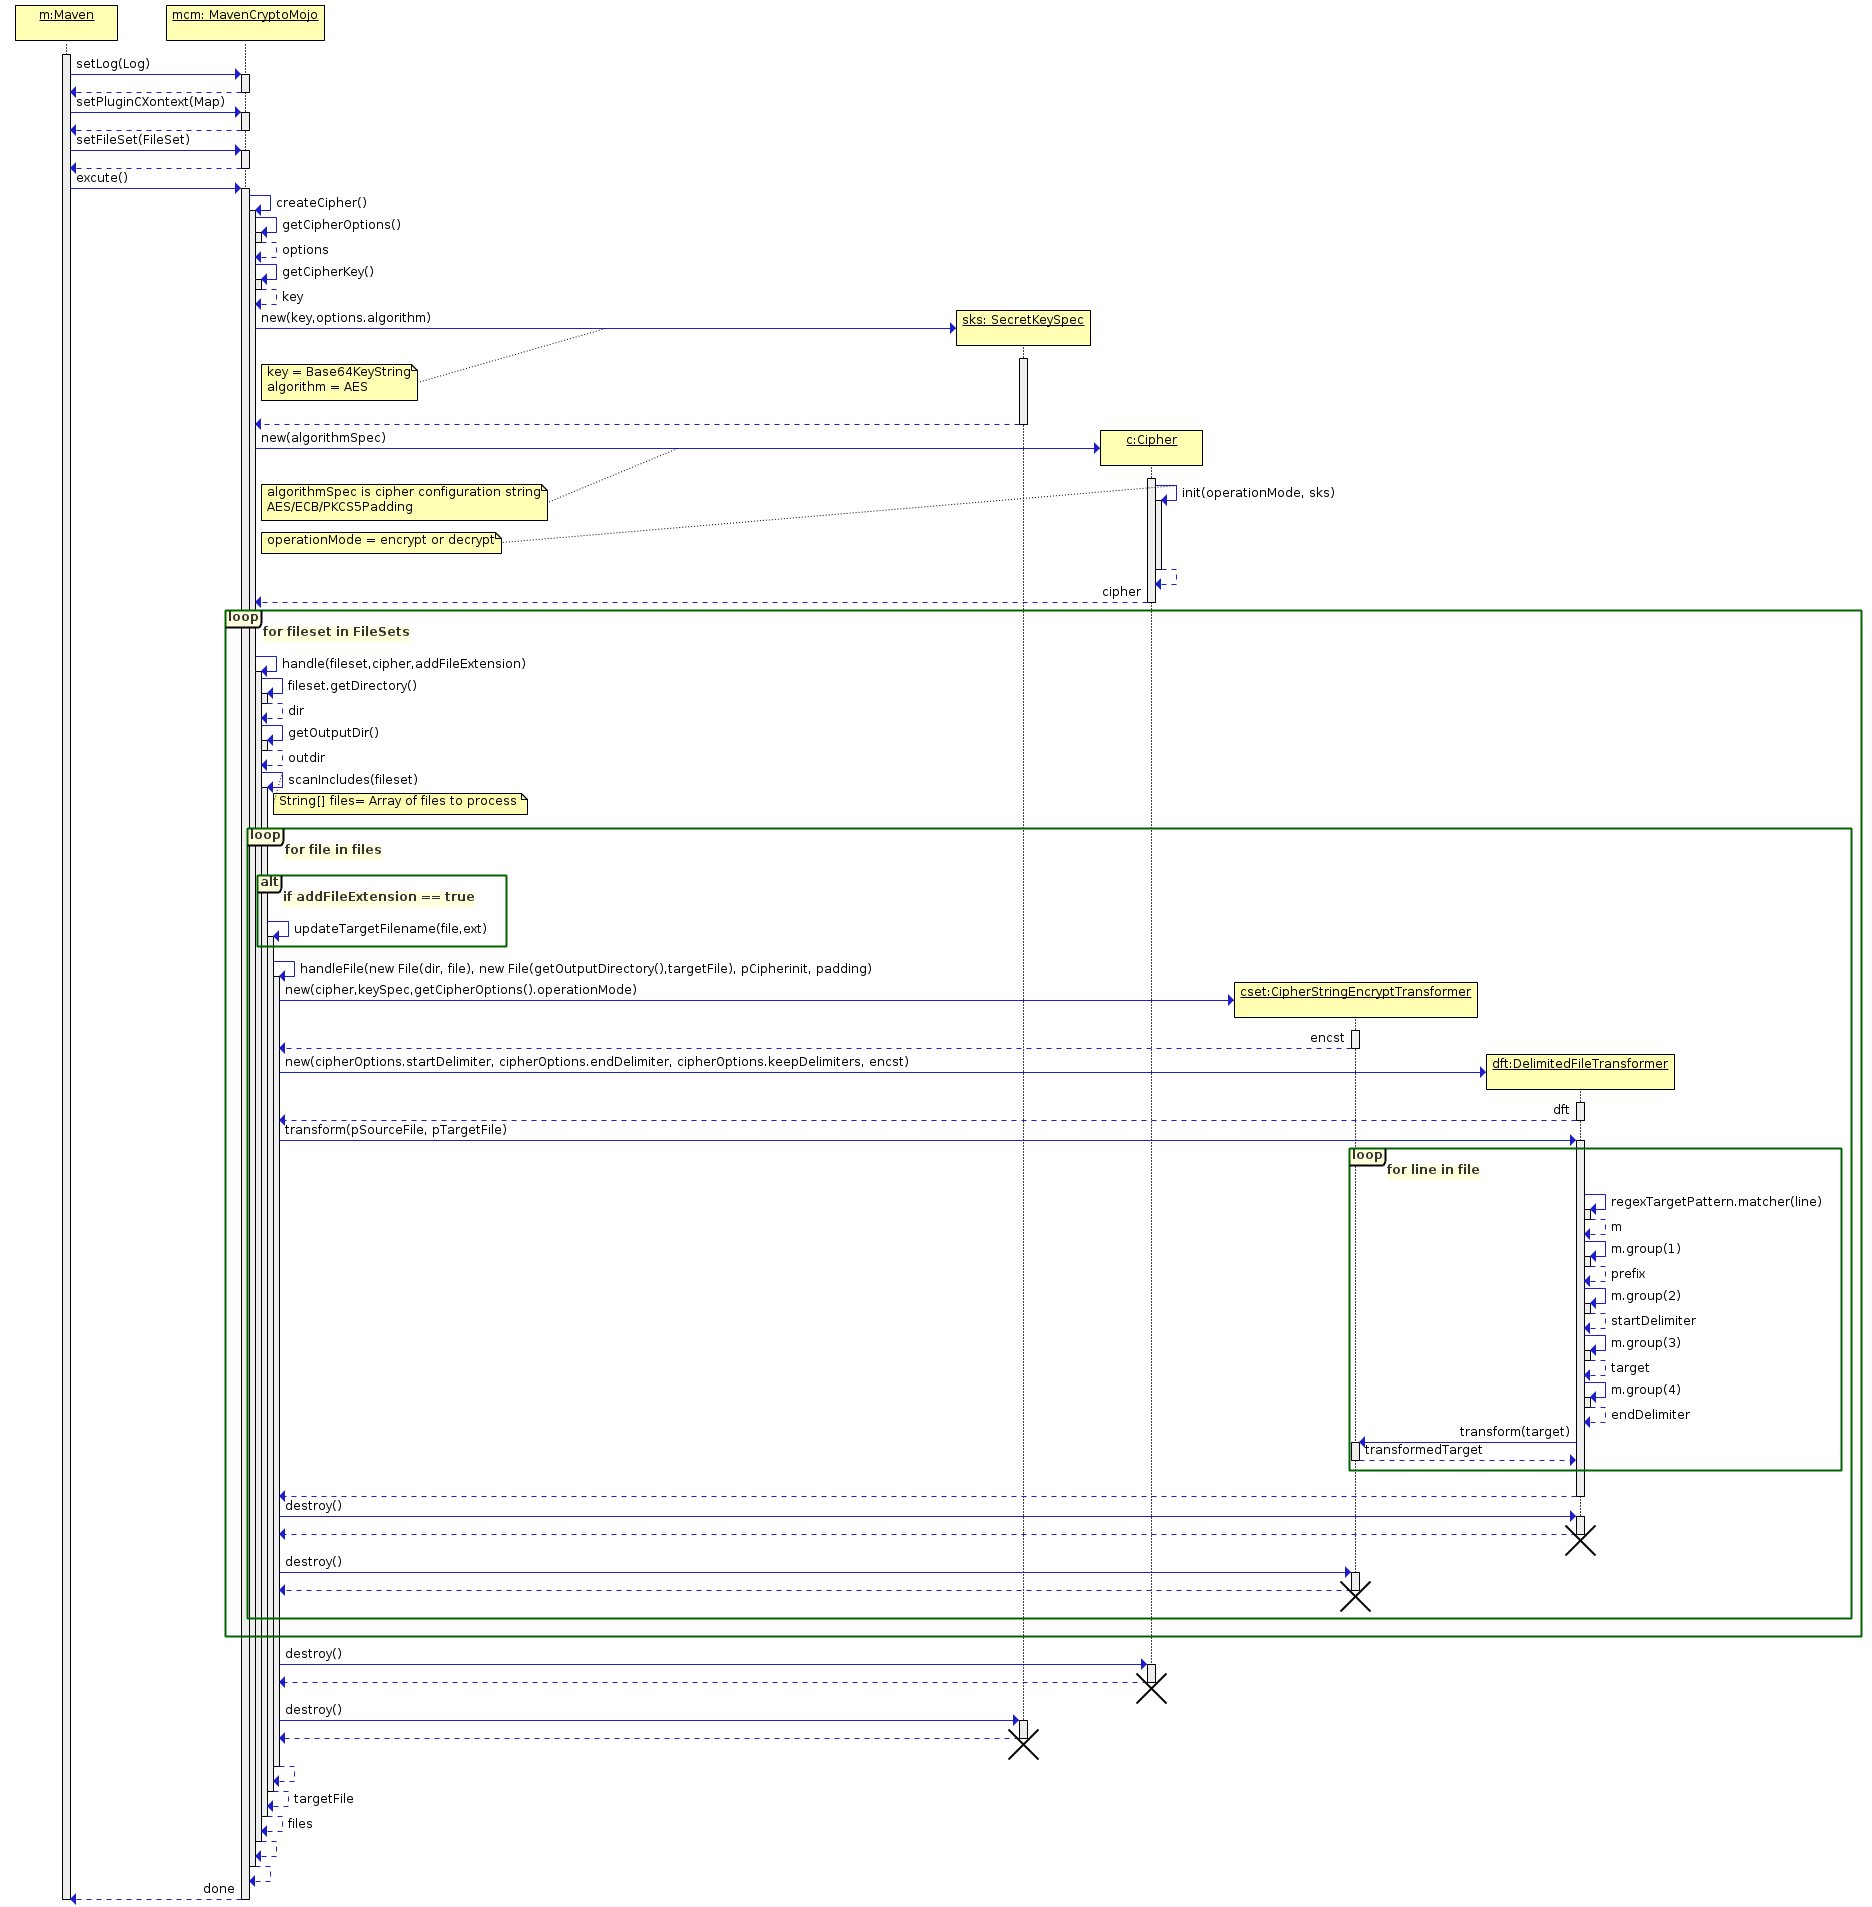 m:Maven
mcm: MavenCryptoMojo
setLog(Log)
setPluginCXontext(Map)
setFileSet(FileSet)
excute()
createCipher()
getCipherOptions()
options
getCipherKey()
key
new(key,options.algorithm)
sks: SecretKeySpec
key = Base64KeyString
algorithm = AES
new(algorithmSpec)
c:Cipher
algorithmSpec is cipher configuration string
AES/ECB/PKCS5Padding
init(operationMode, sks)
operationMode = encrypt or decrypt
cipher
loop
for fileset in FileSets
handle(fileset,cipher,addFileExtension)
fileset.getDirectory()
dir
getOutputDir()
outdir
scanIncludes(fileset)
String[] files= Array of files to process
loop
for file in files
alt
if addFileExtension == true
updateTargetFilename(file,ext)
handleFile(new File(dir, file), new File(getOutputDirectory(),targetFile), pCipherinit, padding)
new(cipher,keySpec,getCipherOptions().operationMode)
cset:CipherStringEncryptTransformer
encst
new(cipherOptions.startDelimiter, cipherOptions.endDelimiter, cipherOptions.keepDelimiters, encst)
dft:DelimitedFileTransformer
dft
transform(pSourceFile, pTargetFile)
loop
for line in file
regexTargetPattern.matcher(line)
m
m.group(1)
prefix
m.group(2)
startDelimiter
m.group(3)
target
m.group(4)
endDelimiter
transform(target)
transformedTarget
destroy()
destroy()
destroy()
destroy()
targetFile
files
done